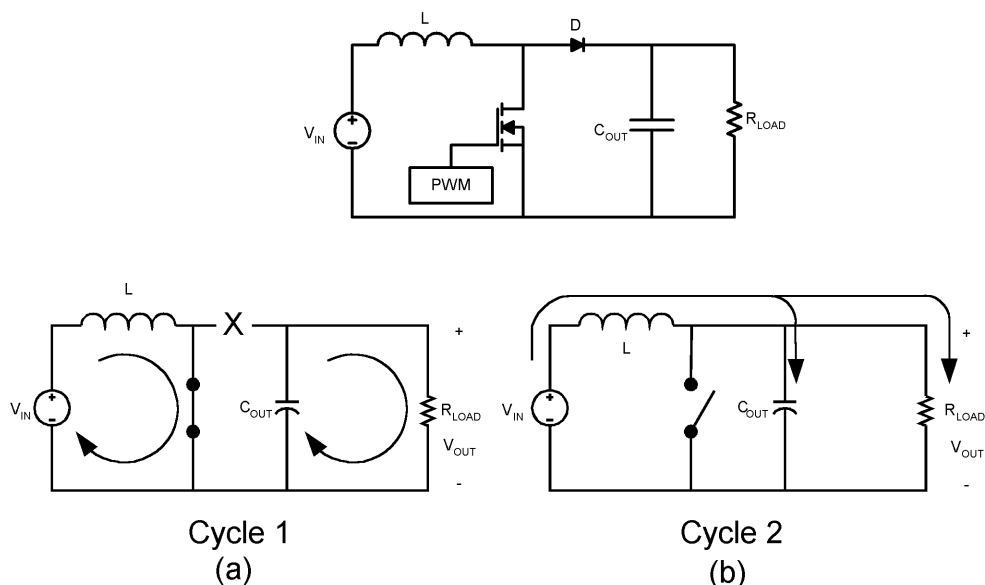 L
D
V_IN
+
-
PWM
C_OUT
R_LOAD
L
X
+
V_IN
+
-
C_OUT
R_LOAD
V_OUT
-
Cycle 1
(a)
L
+
V_IN
+
-
C_OUT
R_LOAD
V_OUT
-
Cycle 2
(b)